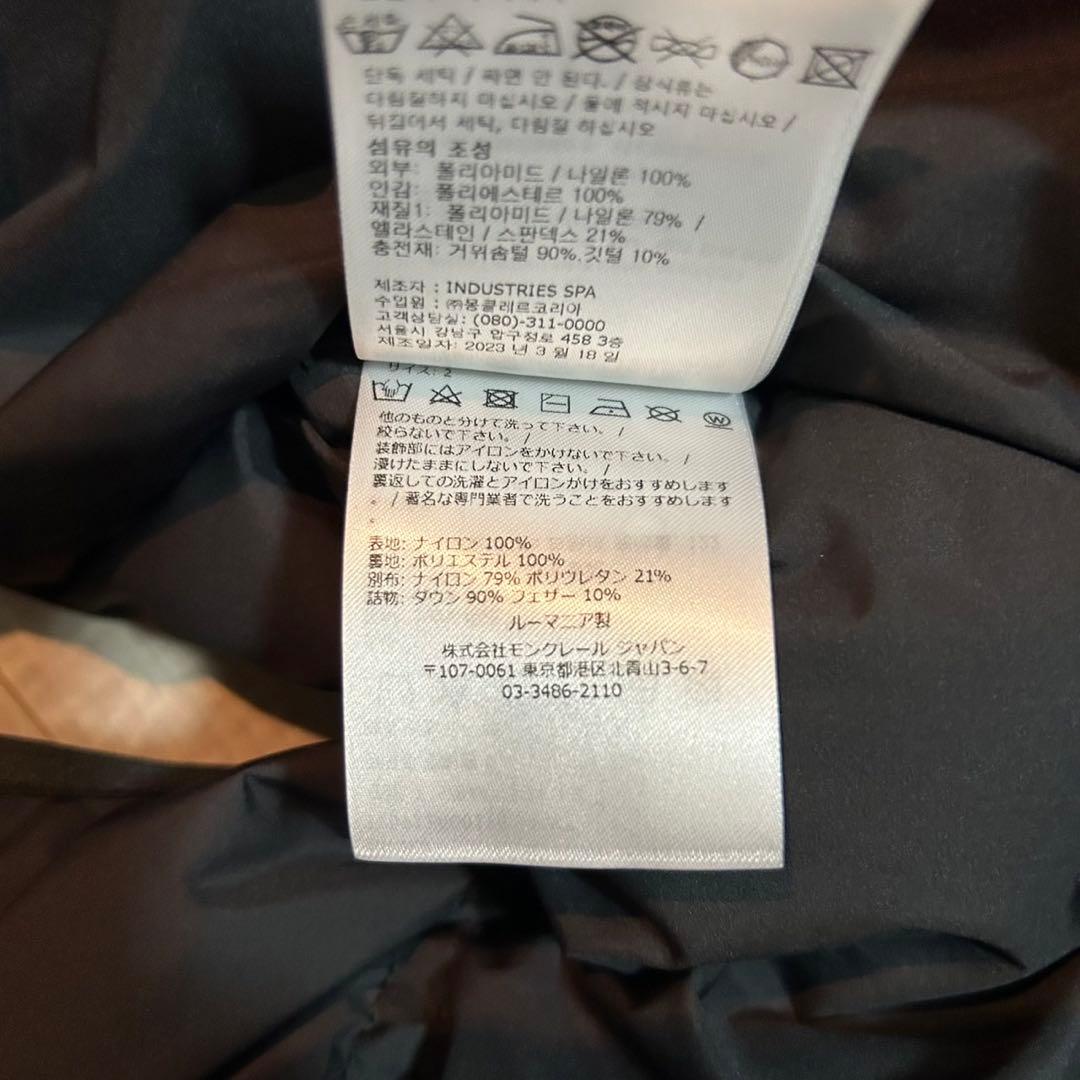 단독 세탁 / 짜면 안 된다. / 장식류는
다림질하지 마십시오 / 물에 적시지 마십시오 /
뒤집어서 세탁, 다림질 하십시오
섬유의 조성
외부: 폴리아미드 / 나일론 100%
안감: 폴리에스테르 100%
재질1: 폴리아미드 / 나일론 79% /
엘라스테인 / 스판덱스 21%
충전재: 거위솜털 90%.깃털 10%
제조자 : INDUSTRIES SPA
수입원 : ㈜몽클레르코리아
고객상담실: (080)-311-0000
서울시 강남구 압구정로 458 3층
제조일자: 2023 년 3 월 18 일
サイズ: 2
他のものと分けて洗って下さい。 /
絞らないで下さい。 /
装飾部にはアイロンをかけないで下さい。 /
浸けたままにしないで下さい。 /
裏返しての洗濯とアイロンがけをおすすめします
。 / 著名な専門業者で洗うことをおすすめします
。
表地: ナイロン 100%
裏地: ポリエステル 100%
別布: ナイロン 79% ポリウレタン 21%
詰物: ダウン 90% フェザー 10%
ルーマニア製
株式会社モンクレール ジャパン
〒107-0061 東京都港区北青山3-6-7
03-3486-2110